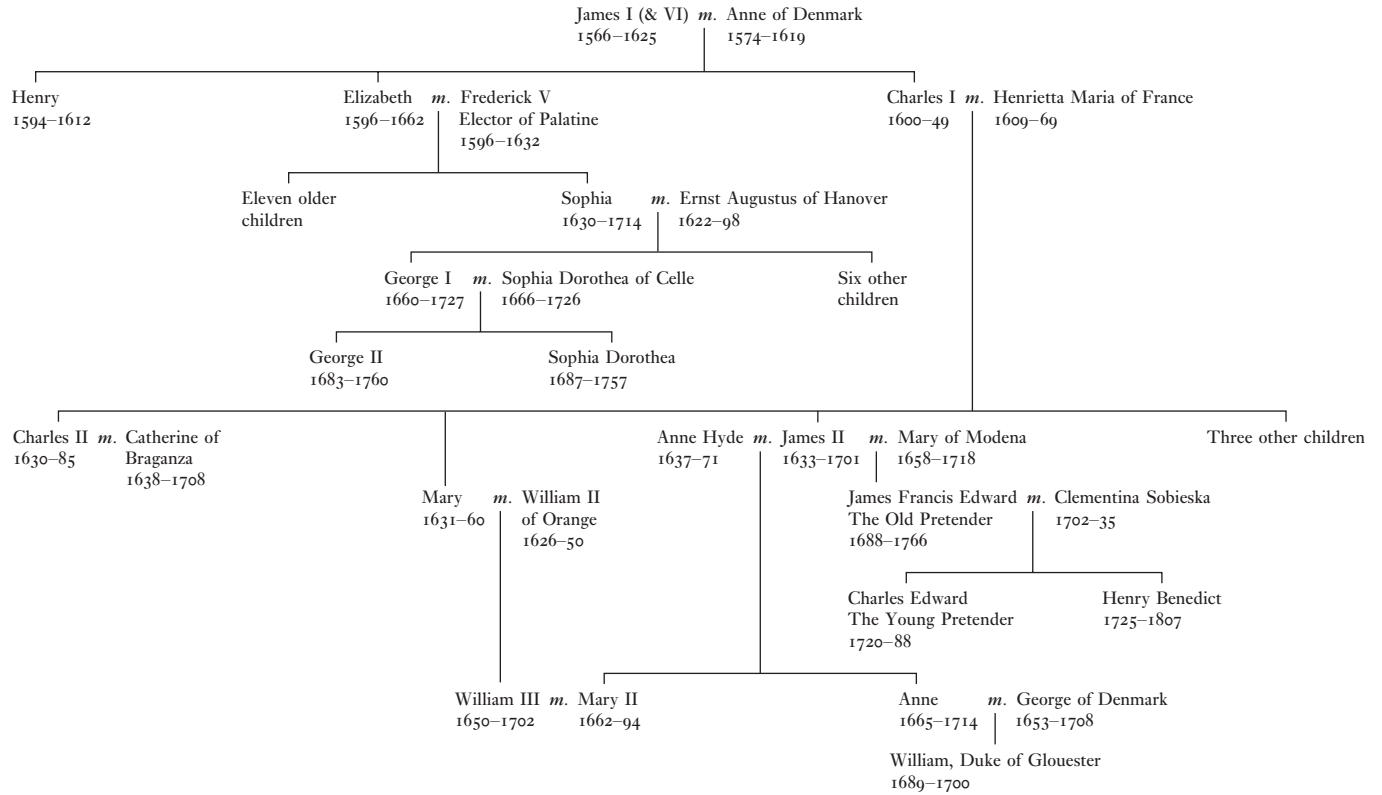 James I (& VI) m. Anne of Denmark
1566–1625 1574–1619
Henry Elizabeth m. Frederick V Charles I m. Henrietta Maria of France
1594–1612 1596–1662 Elector of Palatine 1600–49 1609–69
1596–1632
Eleven older Sophia m. Ernst Augustus of Hanover
children 1630–1714 1622–98
George I m. Sophia Dorothea of Celle Six other
1660–1727 1666–1726 children
George II Sophia Dorothea
1683–1760 1687–1757
Charles II m. Catherine of Anne Hyde m. James II m. Mary of Modena Three other children
1630–85 Braganza 1637–71 1633–1701 1658–1718
1638–1708
Mary m. William II James Francis Edward m. Clementina Sobieska
1631–60 of Orange The Old Pretender 1702–35
1626–50 1688–1766
Charles Edward Henry Benedict
The Young Pretender 1725–1807
1720–88
William III m. Mary II Anne m. George of Denmark
1650–1702 1662–94 1665–1714 1653–1708
William, Duke of Glouester
1689–1700